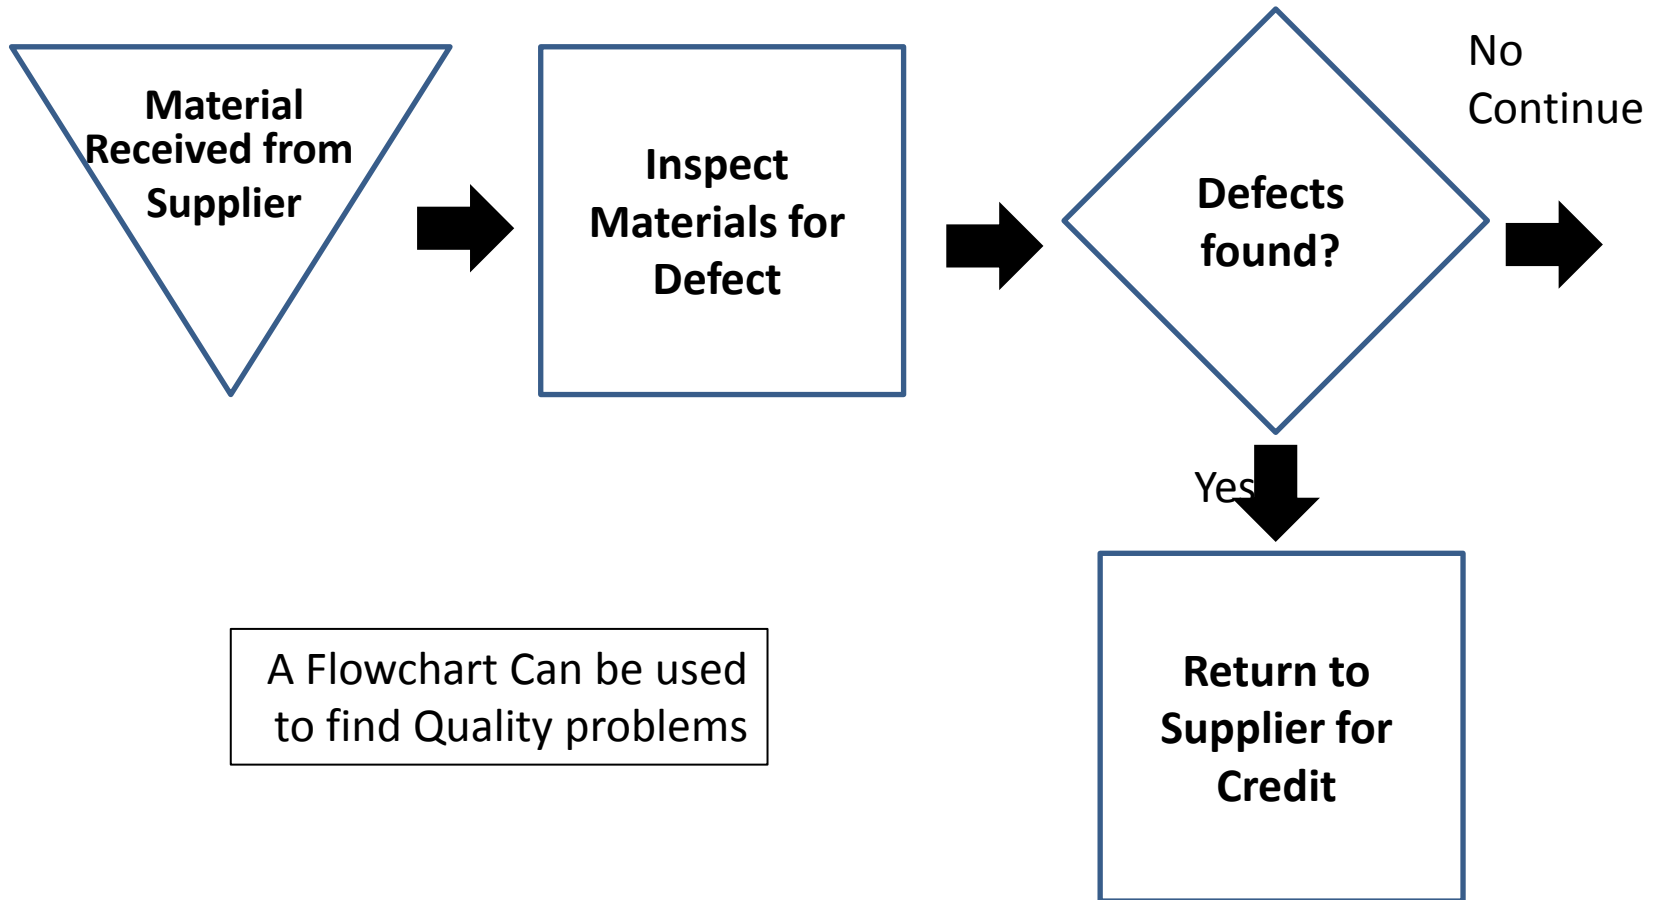 Material
Received from
Supplier
Inspect
Materials for
Defect
Defects
found?
No
Continue
Yes
Return to
Supplier for
Credit
A Flowchart Can be used
to find Quality problems